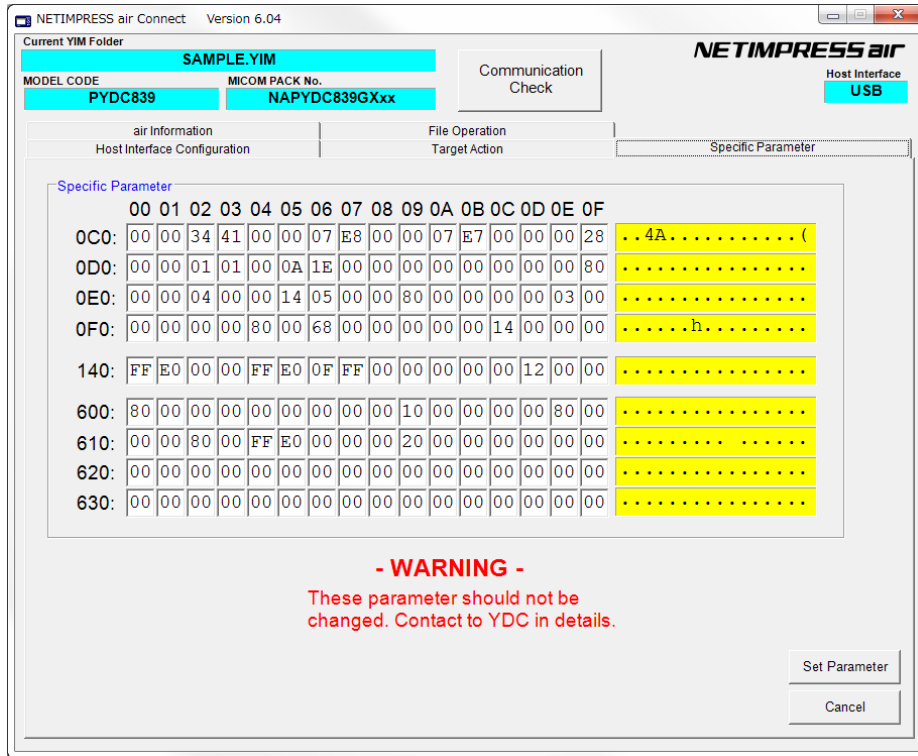 NETIMPRESS air Connect Version 6.04
Current YIM Folder
SAMPLE.YIM
MODEL CODE
MICOM PACK No.
PYDC839
NAPYDC839GXxx
Communication
Check
NETIMPRESS air
Host Interface
USB
air Information
File Operation
Host Interface Configuration
Target Action
Specific Parameter
Specific Parameter
00 01 02 03 04 05 06 07 08 09 0A 0B 0C 0D 0E 0F
0C0: 00 00 34 41 00 00 07 E8 00 00 07 E7 00 00 00 28 ..4A...........(
0D0: 00 00 01 01 00 0A 1E 00 00 00 00 00 00 00 00 80 ................
0E0: 00 00 04 00 00 14 05 00 00 80 00 00 00 00 03 00 ................
0F0: 00 00 00 00 80 00 68 00 00 00 00 00 14 00 00 00 ......h.........
140: FF E0 00 00 FF E0 0F FF 00 00 00 00 00 12 00 00 ................
600: 80 00 00 00 00 00 00 00 00 10 00 00 00 00 80 00 ................
610: 00 00 80 00 FF E0 00 00 00 20 00 00 00 00 00 00 ......... ......
620: 00 00 00 00 00 00 00 00 00 00 00 00 00 00 00 00 ................
630: 00 00 00 00 00 00 00 00 00 00 00 00 00 00 00 00 ................
- WARNING -
These parameter should not be
changed. Contact to YDC in details.
Set Parameter
Cancel